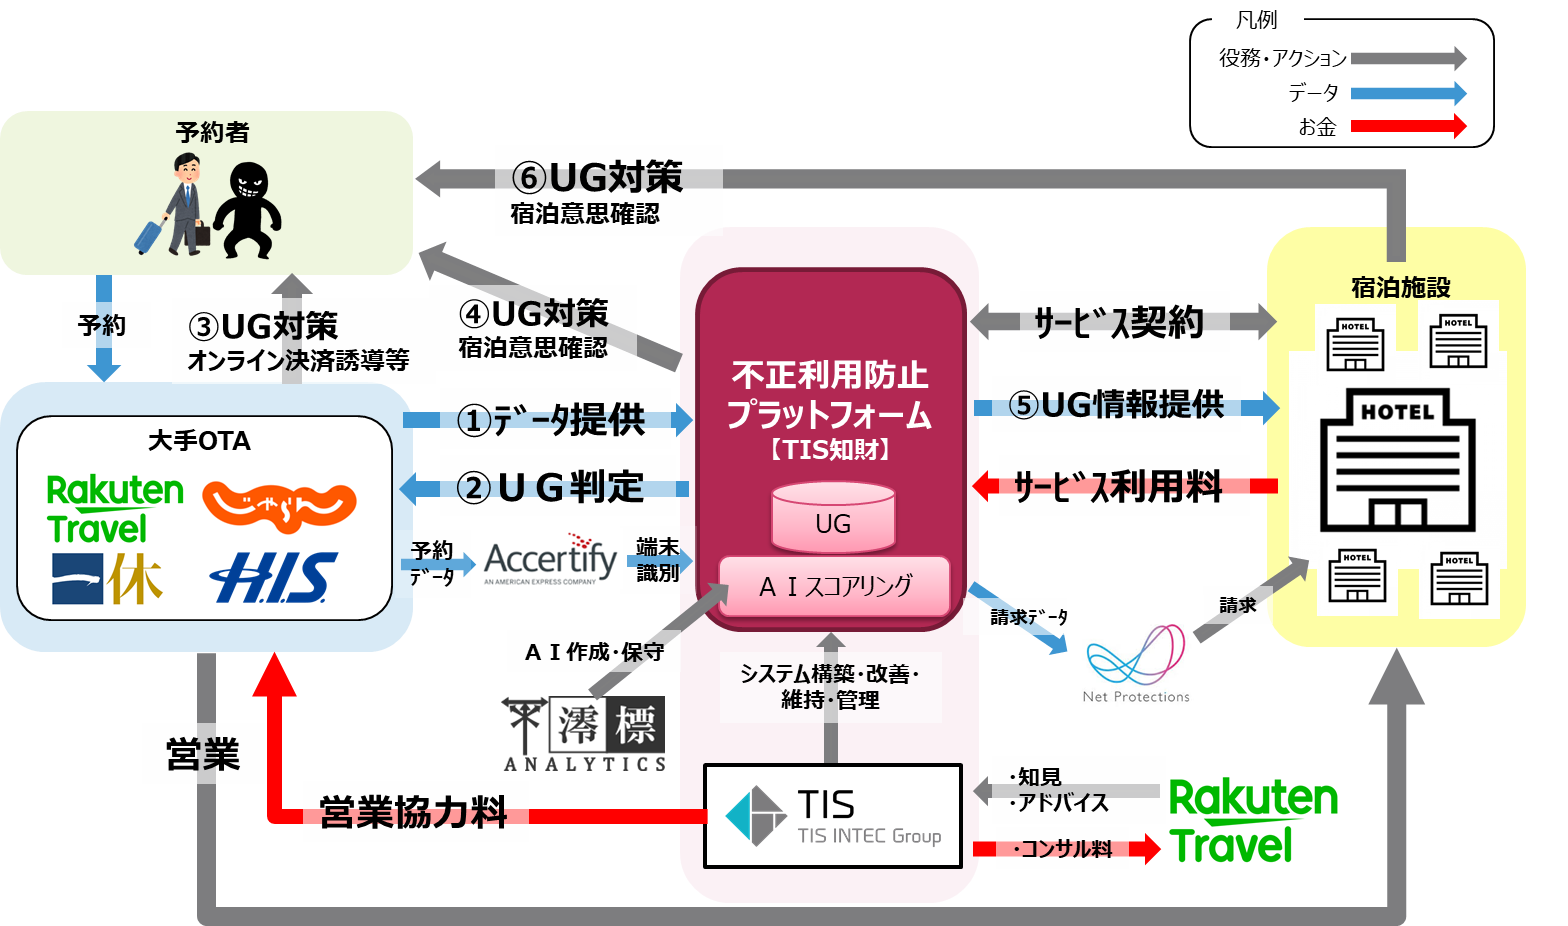 凡例
役務・アクション
データ
お金
予約者
⑥UG対策
宿泊意思確認
予約
③UG対策
オンライン決済誘導等
④UG対策
宿泊意思確認
大手OTA
Rakuten
Travel
じゃらん
一休
H.I.S.
①ﾃﾞｰﾀ提供
②ＵＧ判定
予約
ﾃﾞｰﾀ
Accertify
AN AMERICAN EXPRESS COMPANY
端末
識別
不正利用防止
プラットフォーム
【TIS知財】
UG
ＡＩスコアリング
ｻｰﾋﾞｽ契約
⑤UG情報提供
ｻｰﾋﾞｽ利用料
宿泊施設
HOTEL
HOTEL
HOTEL
HOTEL
HOTEL
請求ﾃﾞｰﾀ
請求
Net Protections
ＡＩ作成・保守
澪標
ANALYTICS
システム構築・改善・
維持・管理
営業
営業協力料
TIS
TIS INTEC Group
・知見
・アドバイス
・コンサル料
Rakuten
Travel